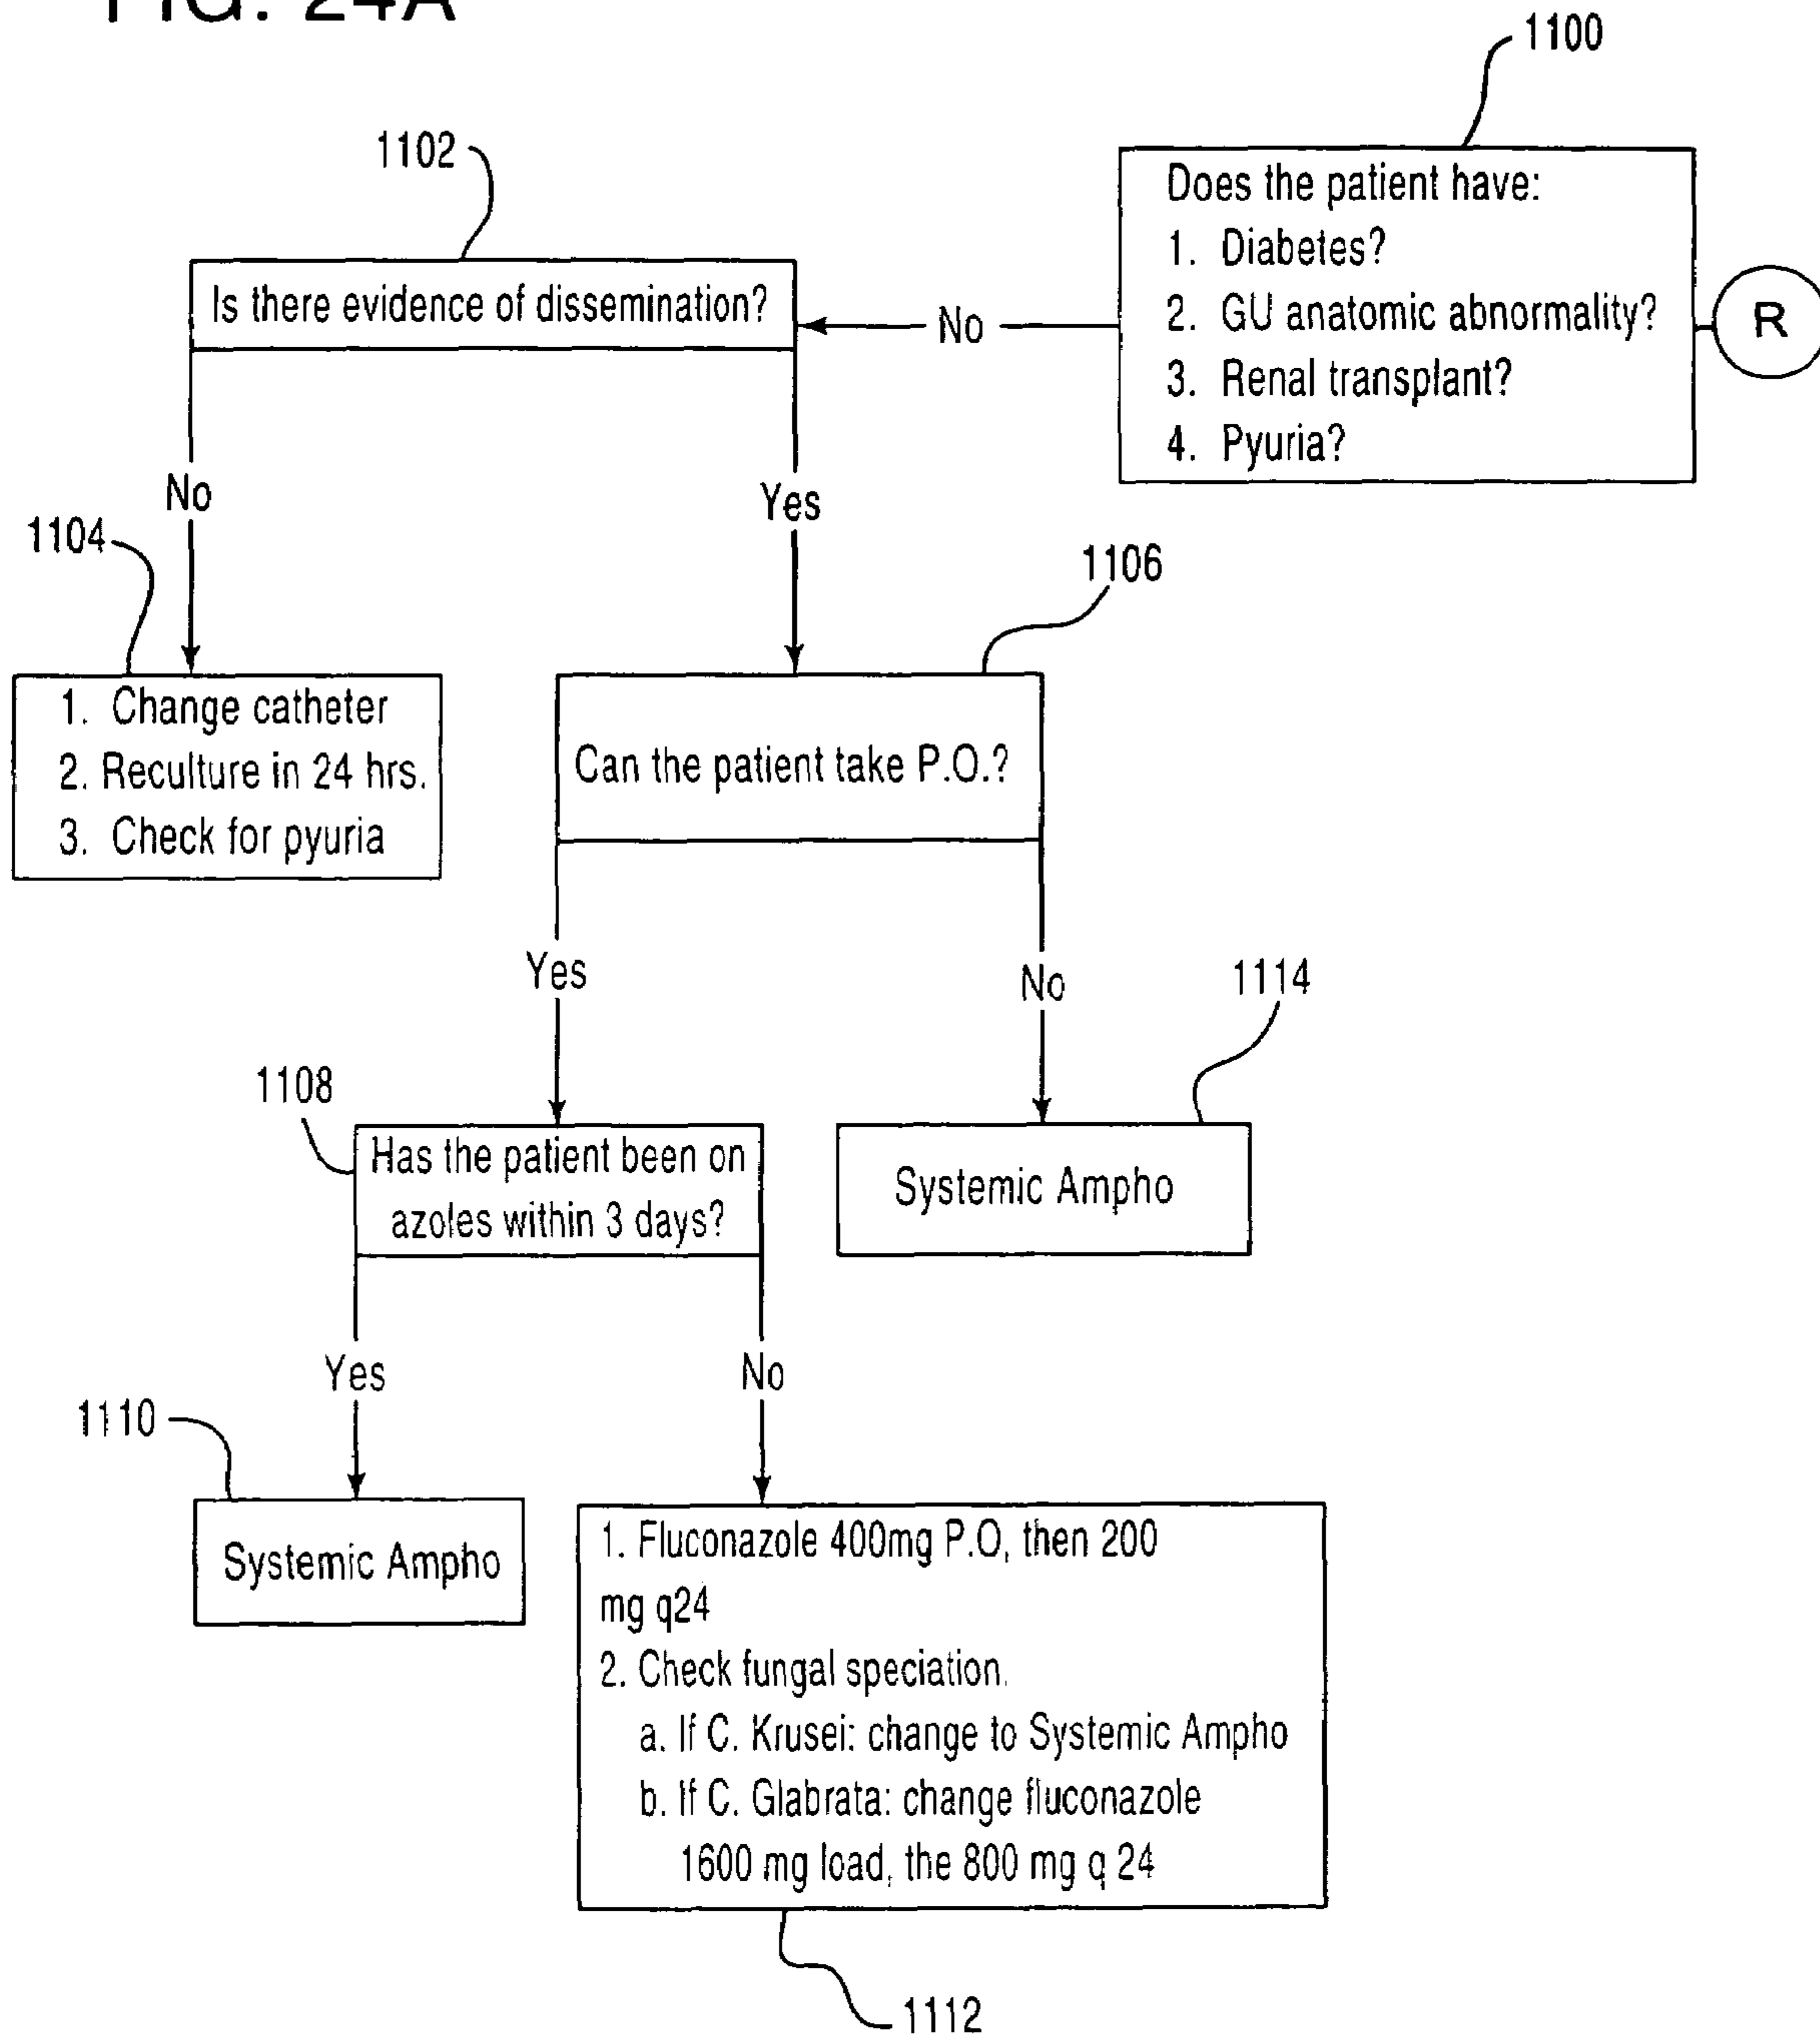 FIG. 24A
1100
1102
Does the patient have:
1. Diabetes?
2. GU anatomic abnormality?
3. Renal transplant?
4. Pyuria?
R
Is there evidence of dissemination?
No
No
Yes
1104
1106
1. Change catheter
2. Reculture in 24 hrs.
3. Check for pyuria
Can the patient take P.O.?
Yes
No
1114
1108
Has the patient been on
azoles within 3 days?
Systemic Ampho
Yes
No
1110
Systemic Ampho
1. Fluconazole 400mg P.O, then 200
mg q24
2. Check fungal speciation.
a. If C. Krusei: change to Systemic Ampho
b. If C. Glabrata: change fluconazole
1600 mg load, the 800 mg q 24
1112